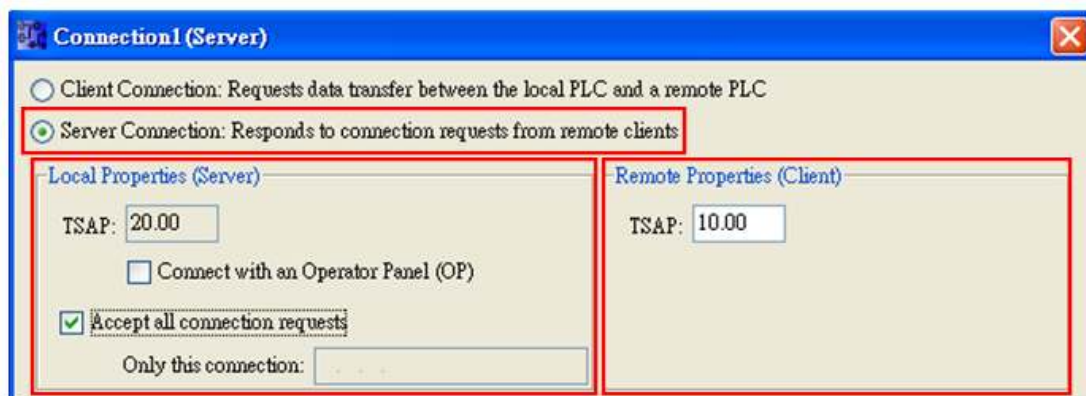 Connection1 (Server)
Client Connection: Requests data transfer between the local PLC and a remote PLC
Server Connection: Responds to connection requests from remote clients
Local Properties (Server)
TSAP: 20.00
Connect with an Operator Panel (OP)
Accept all connection requests
Only this connection: . . .
Remote Properties (Client)
TSAP: 10.00